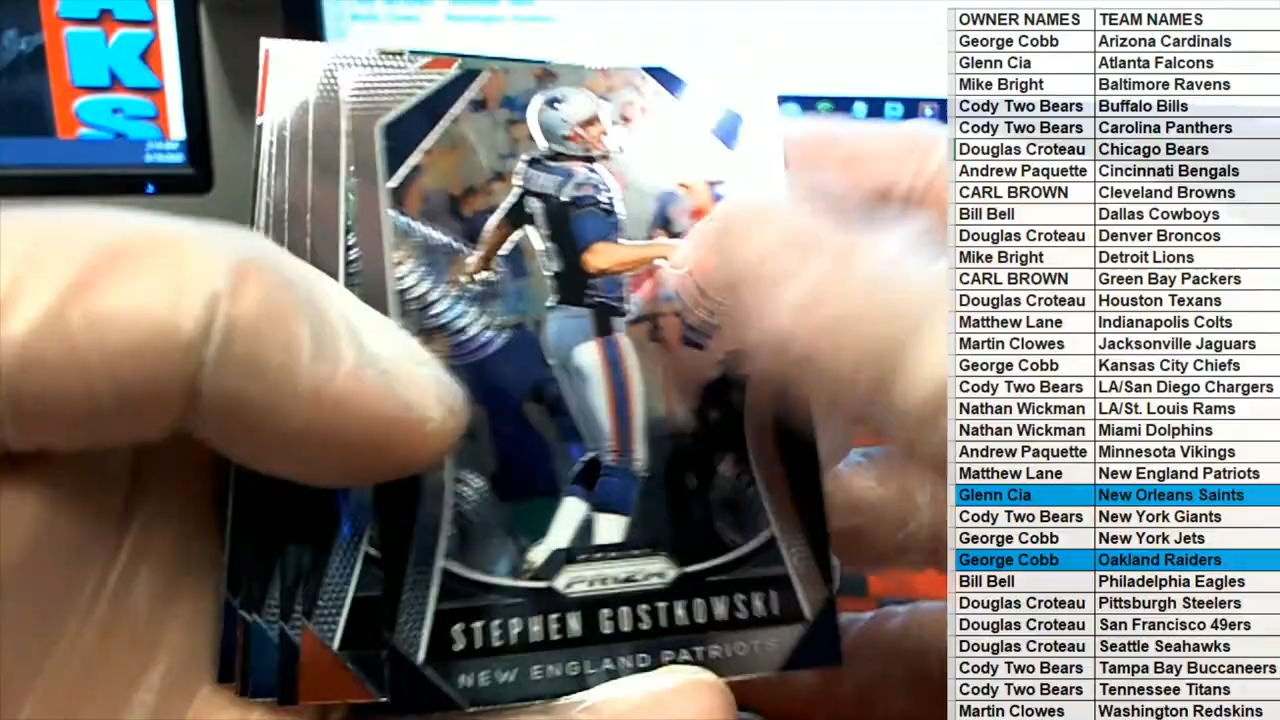 AKS
PANINI
PRIZM
STEPHEN GOSTKOWSKI
NEW ENGLAND PATRIOTS
OWNER NAMES TEAM NAMES
George Cobb Arizona Cardinals
Glenn Cia Atlanta Falcons
Mike Bright Baltimore Ravens
Cody Two Bears Buffalo Bills
Cody Two Bears Carolina Panthers
Douglas Croteau Chicago Bears
Andrew Paquette Cincinnati Bengals
CARL BROWN Cleveland Browns
Bill Bell Dallas Cowboys
Douglas Croteau Denver Broncos
Mike Bright Detroit Lions
CARL BROWN Green Bay Packers
Douglas Croteau Houston Texans
Matthew Lane Indianapolis Colts
Martin Clowes Jacksonville Jaguars
George Cobb Kansas City Chiefs
Cody Two Bears LA/San Diego Chargers
Nathan Wickman LA/St. Louis Rams
Nathan Wickman Miami Dolphins
Andrew Paquette Minnesota Vikings
Matthew Lane New England Patriots
Glenn Cia New Orleans Saints
Cody Two Bears New York Giants
George Cobb New York Jets
George Cobb Oakland Raiders
Bill Bell Philadelphia Eagles
Douglas Croteau Pittsburgh Steelers
Douglas Croteau San Francisco 49ers
Douglas Croteau Seattle Seahawks
Cody Two Bears Tampa Bay Buccaneers
Cody Two Bears Tennessee Titans
Martin Clowes Washington Redskins